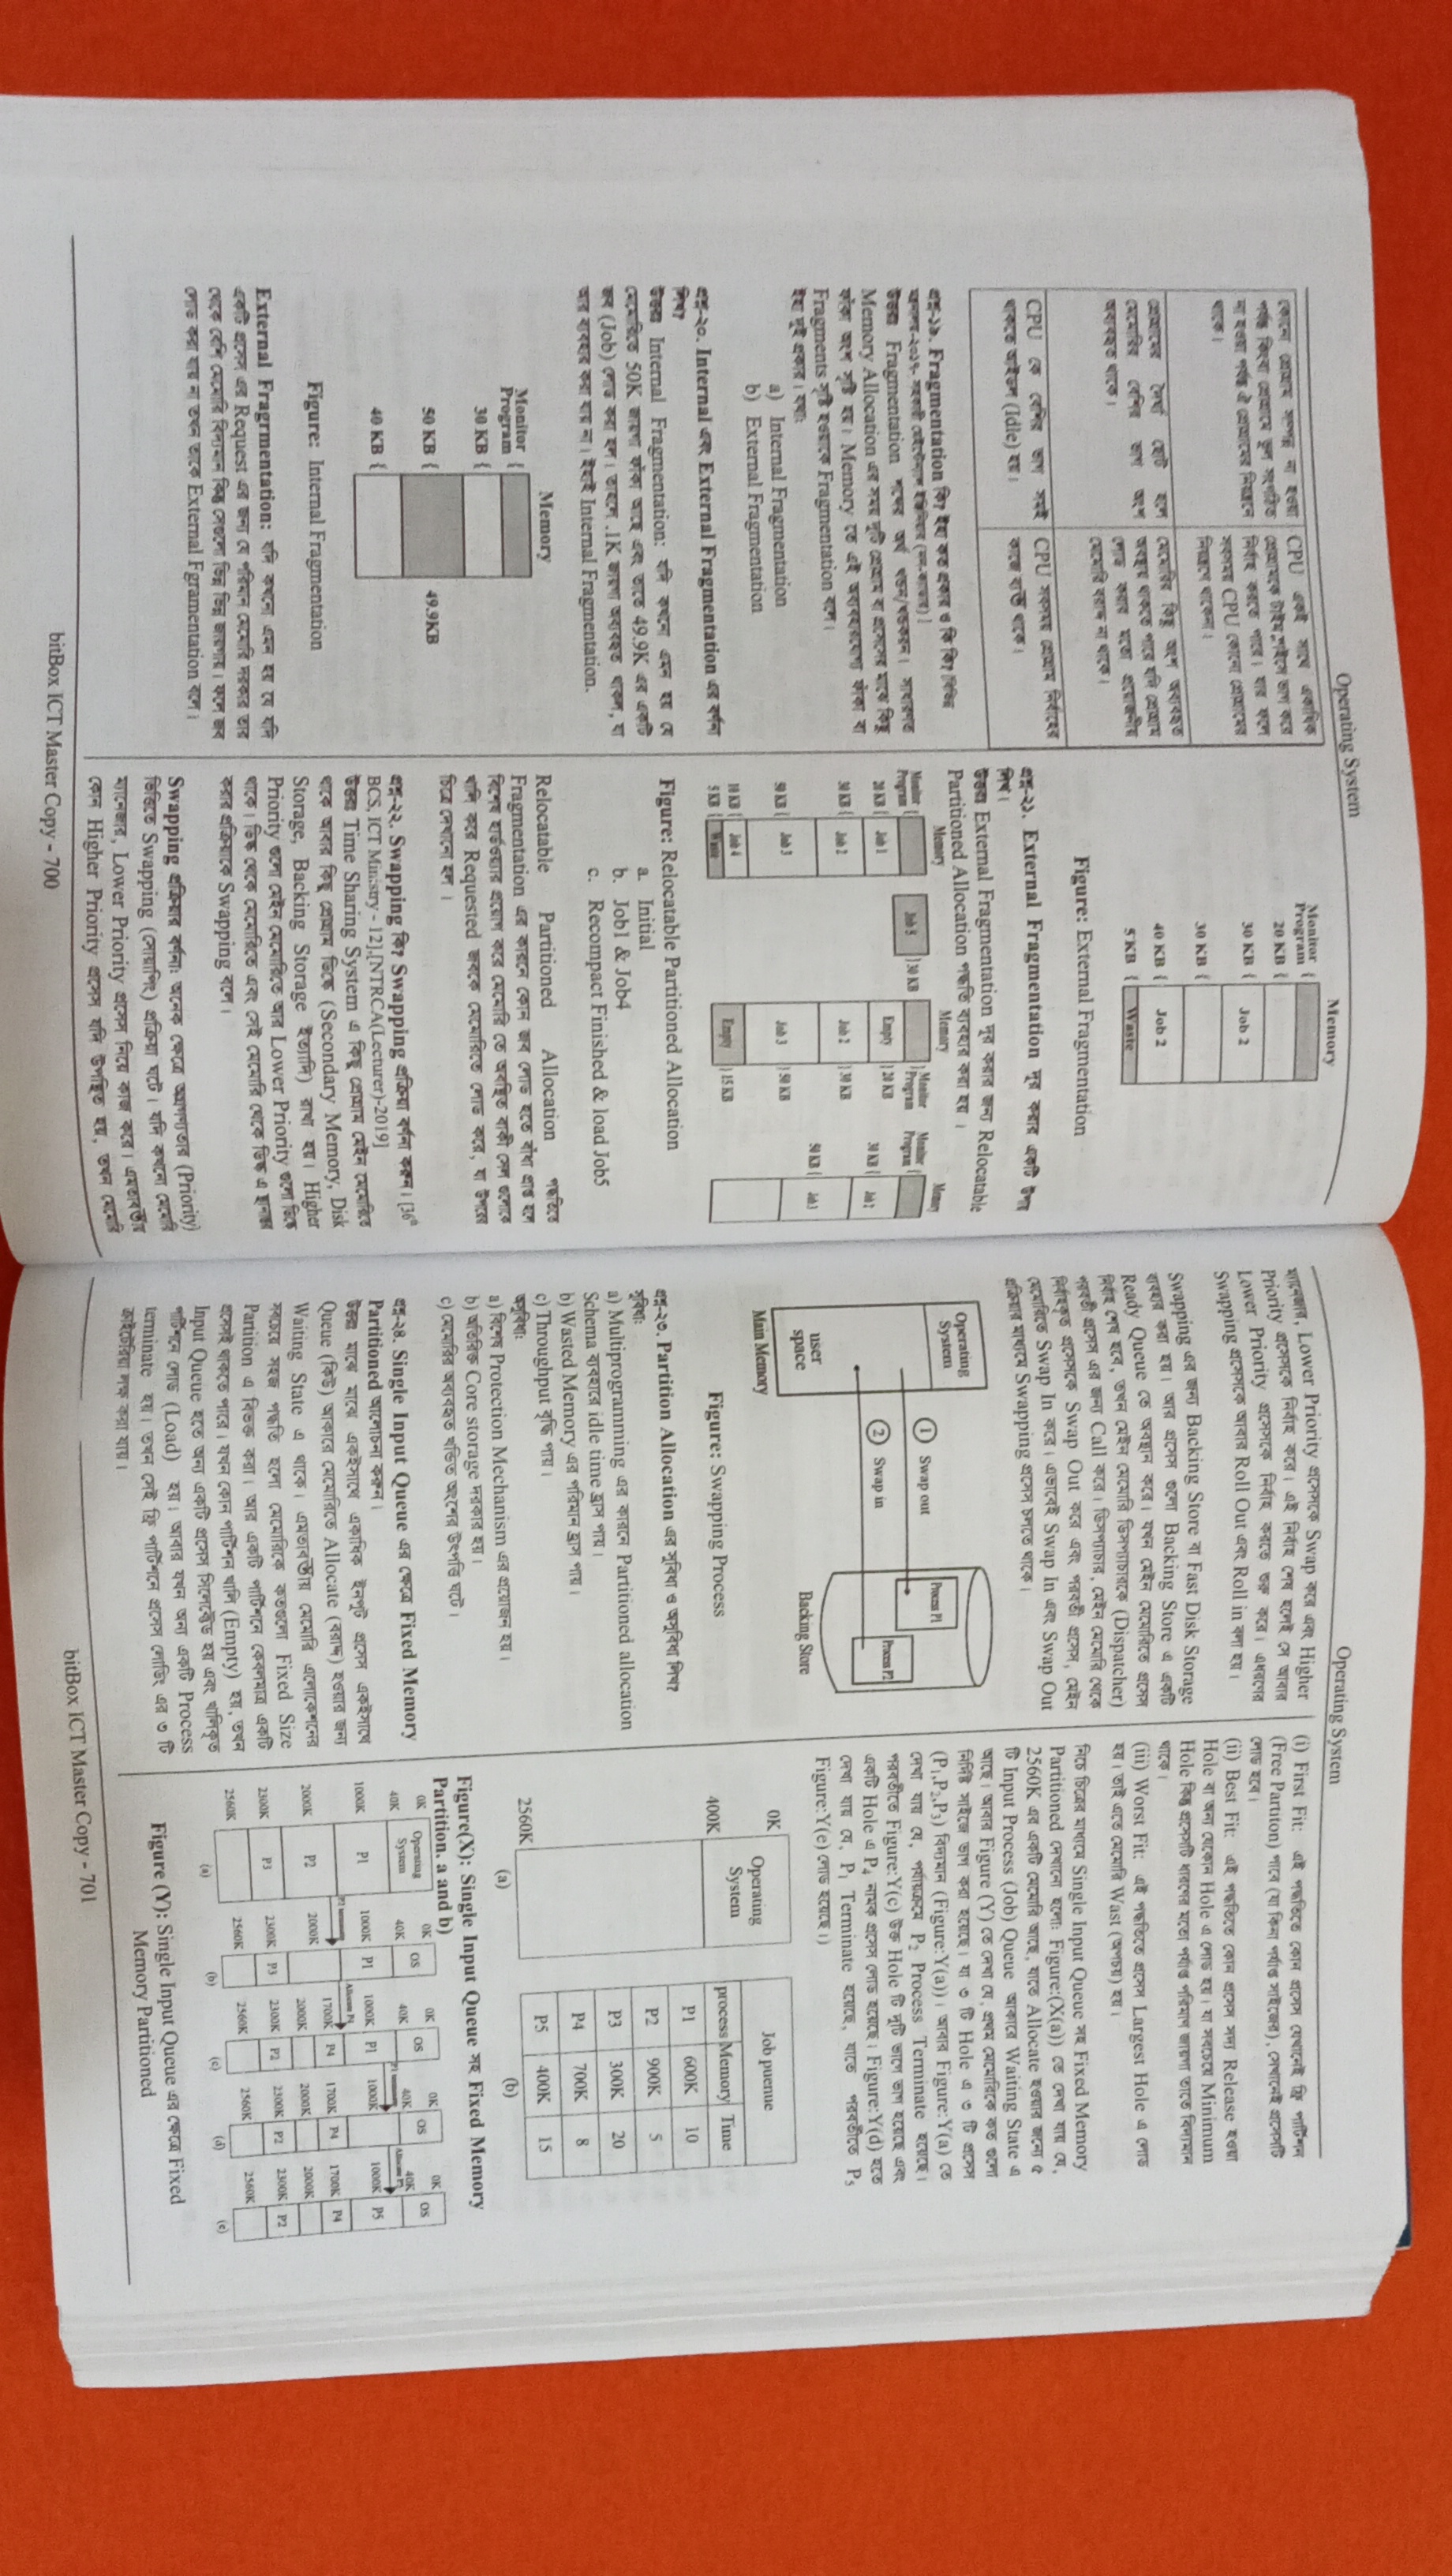 Operating System
কোনো প্রোগ্রাম সম্পন্ন না হওয়া
পর্যন্ত কিংবা প্রোগ্রামে ভুল সংগঠিত
না হওয়া পর্যন্ত ঐ প্রোগ্রামের নিয়ন্ত্রনে
থাকে।
CPU একই সাথে একাধিক
প্রোগ্রামকে টাইম স্লাইসে ভাগ করে
নির্বাহ করতে পারে। যার ফলে
সবসময় CPU কোনো প্রোগ্রামের
নিয়ন্ত্রণে থাকেনা।
প্রোগ্রামের দৈর্ঘ্য ছোট হলে
মেমোরির বেশির ভাগ অংশ
অব্যবহৃত থাকে।
মেমোরির কিছু অংশ অব্যবহৃত
অবস্থায় থাকতে পারে যদি প্রোগ্রাম
লোড করার মতো প্রয়োজনীয়
মেমোরি বরাদ্দ না থাকে।
CPU কে বেশির ভাগ সময়ই
থাকতে আইডল (Idle) হয়।
CPU সবসময় প্রোগ্রাম নির্বাহের
কাজে ব্যস্ত থাকে।
প্রশ্ন-১৯. Fragmentation কি? ইহা কত প্রকার ও কি কি? [বিভিন্ন
মন্ত্রনালয়-২০১৭- সহকারী মেইন্টেন্যান্স ইঞ্জিনিয়ার (নন-ক্যাডার)]
উত্তরঃ Fragmentation শব্দের অর্থ খন্ডন/খন্ডকরন। সাধারণত
Memory Allocation এর সময় দুটি প্রোগ্রাম বা প্রসেসের মাঝে কিছু
ফাঁকা অংশ সৃষ্টি হয়। Memory তে এই অব্যবহারযোগ্য ফাঁকা বা
Fragments সৃষ্টি হওয়াকে Fragmentation বলে।
ইহা দুই প্রকার। যথাঃ
a) Internal Fragmentation
b) External Fragmentation
প্রশ্ন-২০. Internal এবং External Fragmentation এর বর্ণনা
লিখ?
উত্তরঃ Internal Fragmentation: যদি কখনো এমন হয় যে
মেমোরিতে 50K জায়গা ফাঁকা আছে এবং তাতে 49.9K এর একটি
জব (Job) লোড করা হল। তাহলে .1K জায়গা অব্যবহৃত থাকল, যা
আর ব্যবহার করা যায় না। ইহাই Internal Fragmentation.
Memory
Monitor
Program
30 KB
50 KB
49.9KB
40 KB
Figure: Internal Fragmentation
External Fragrmentation: যদি কখনো এমন হয় যে যদি
একটি প্রসেস এর Request এর জন্য যে পরিমান মেমোরি দরকার তার
থেকে বেশি মেমোরি বিদ্যমান কিন্তু সেগুলো ভিন্ন ভিন্ন জায়গায়। ফলে জব
লোড করা যায় না তখন তাকে External Fgramentation বলে।
Memory
Monitor
Program
20 KB
30 KB Job 2
30 KB
40 KB Job 2
5 KB Waste
Figure: External Fragmentation
প্রশ্ন-২১. External Fragmentation দূর করার একটি উপায়
লিখ।
উত্তরঃ External Fragmentation দূর করার জন্য Relocatable
Partitioned Allocation পদ্ধতি ব্যবহার করা হয় ।
Memory
Monitor
Program
20 KB Job 1
30 KB Job 2
50 KB Job 3
10 KB Job 4
5 KB Waste
Job 5 30 KB
Memory
Monitor
Program
Empty 20 KB
Job 2 30 KB
Job 3 50 KB
Empty 15 KB
Memory
Monitor
Program
30 KB Job 2
50 KB Job3
Figure: Relocatable Partitioned Allocation
a. Initial
b. Job1 & Job4
c. Recompact Finished & load Job5
Relocatable Partitioned Allocation পদ্ধতিতে
Fragmentation এর কারনে কোন জব লোড হতে বাঁধা প্রাপ্ত হলে
বিশেষ হার্ডওয়্যার প্রয়োগ করে মেমোরি তে অবস্থিত বাকী সেল গুলোকে
খালি করে Requested জবকে মেমোরিতে লোড করে, যা উপরের
চিত্রে দেখানো হল ।
প্রশ্ন-২২. Swapping কি? Swapping প্রক্রিয়া বর্ণনা করুন। [36th
BCS, ICT Ministry - 12],[NTRCA(Lecturer)-2019]
উত্তরঃ Time Sharing System এ কিছু প্রোগ্রাম মেইন মেমোরিতে
থাকে আবার কিছু প্রোগ্রাম ডিস্কে (Secondary Memory, Disk
Storage, Backing Storage ইত্যাদি) রাখা হয়। Higher
Priority গুলো মেইন মেমোরিতে আর Lower Priority গুলো ডিস্কে
থাকে। ডিস্ক থেকে মেমোরিতে এবং সেই মেমোরি থেকে ডিস্ক এ স্থানান্তর
করার প্রক্রিয়াকে Swapping বলে।
Swapping প্রক্রিয়ার বর্ণনাঃ অনেক ক্ষেত্রে অগ্রগণ্যতার (Priority)
ভিত্তিতে Swapping (সোয়াপিং) প্রক্রিয়া ঘটে। যদি কখনো মেমোরি
ম্যানেজার, Lower Priority প্রসেস নিয়ে কাজ করে। এমতাবস্থায়
কোন Higher Priority প্রসেস যদি উপস্থিত হয়, তখন মেমোরি
bitBox ICT Master Copy - 700
Operating System
ম্যানেজার, Lower Priority প্রসেসকে Swap করে এবং Higher
Priority প্রসেসকে নির্বাহ করে। এই নির্বাহ শেষ হলেই সে আবার
Lower Priority প্রসেসকে নির্বাহ করতে শুরু করে। এধরণের
Swapping প্রসেসকে আবার Roll Out এবং Roll in বলা হয়।
Swapping এর জন্য Backing Store বা Fast Disk Storage
ব্যবহার করা হয়। আর প্রসেস গুলো Backing Store এ একটি
Ready Queue তে অবস্থান করে। যখন মেইন মেমোরিতে প্রসেস
নির্বাহ শেষ হবে, তখন মেইন মেমোরি ডিসপ্যাচারকে (Dispatcher)
পরবর্তী প্রসেস এর জন্য Call করে। ডিসপ্যাচার, মেইন মেমোরি থেকে
নির্বাহকৃত প্রসেসকে Swap Out করে এবং পরবর্তী প্রসেস, মেইন
মেমোরিতে Swap In করে। এভাবেই Swap In এবং Swap Out
প্রক্রিয়ার মাধ্যমে Swapping প্রসেস চলতে থাকে।
Operating
System
1 Swap out
2 Swap in
Process P1
Process P2
user
space
Backing Store
Main Memory
Figure: Swapping Process
প্রশ্ন-২৩. Partition Allocation এর সুবিধা ও অসুবিধা লিখ?
সুবিধাঃ
a) Multiprogramming এর কারনে Partitioned allocation
Schema ব্যবহারে idle time হ্রাস পায়।
b) Wasted Memory এর পরিমান হ্রাস পায়।
c) Throughput বৃদ্ধি পায়।
অসুবিধাঃ
a) বিশেষ Protection Mechanism এর প্রয়োজন হয়।
b) অতিরিক্ত Core storage দরকার হয়।
c) মেমোরির অব্যবহৃত খন্ডিত অংশের উৎপত্তি ঘটে।
প্রশ্ন-২৪. Single Input Queue এর ক্ষেত্রে Fixed Memory
Partitioned আলোচনা করুন।
উত্তরঃ মাঝে মাঝে একইসাথে একাধিক ইনপুট প্রসেস একইসাথে
Queue (কিউ) আকারে মেমোরিতে Allocate (বরাদ্দ) হওয়ার জন্য
Waiting State এ থাকে। এমতাবস্থায় মেমোরি এলোকেশনের
সবচেয়ে সহজ পদ্ধতি হলো মেমোরিকে কতগুলো Fixed Size
Partition এ বিভক্ত করা। আর একটি পার্টিশনে কেবলমাত্র একটি
প্রসেসই থাকতে পারে। যখন কোন পার্টিশন খালি (Empty) হয়, তখন
Input Queue হতে অন্য একটি প্রসেস সিলেক্টেড হয় এবং খালিকৃত
পার্টিশনে লোড (Load) হয়। আবার যখন অন্য একটি Process
terminate হয়। তখন সেই ফ্রি পার্টিশনে প্রসেস লোডিং এর ৩ টি
ক্রাইটেরিয়া লক্ষ করা যায়।
(i) First Fit: এই পদ্ধতিতে কোন প্রসেস যেখানেই ফ্রি পার্টিশন
(Free Partiton) পাবে (যা কিনা পর্যাপ্ত সাইজের), সেখানেই প্রসেসটি
লোড হবে।
(ii) Best Fit: এই পদ্ধতিতে কোন প্রসেস সদ্য Release হওয়া
Hole বা অন্য যেকোন Hole এ লোড হয়। যা সবচেয়ে Minimum
Hole কিন্তু প্রসেসটি ধারণের মতো পর্যাপ্ত পরিমাণ জায়গা তাতে বিদ্যমান
থাকে।
(iii) Worst Fit: এই পদ্ধতিতে প্রসেস Largest Hole এ লোড
হয়। তাই এতে মেমোরি Wast (অপচয়) হয়।
নিচে চিত্রের মাধ্যমে Single Input Queue সহ Fixed Memory
Partitioned দেখানো হলোঃ Figure:(X(a)) তে দেখা যায় যে,
2560K এর একটি মেমোরি আছে, যাতে Allocate হওয়ার জন্যে ৫
টি Input Process (Job) Queue আকারে Waiting State এ
আছে। আবার Figure (Y) তে দেখা যে, প্রথম মেমোরিকে কত গুলো
নির্দিষ্ট সাইজে ভাগ করা হয়েছে। যা ৩ টি Hole এ ৩ টি প্রসেস
(P1,P2,P3) বিদ্যমান (Figure:Y(a))। আবার Figure:Y(a) তে
দেখা যায় যে, পর্যায়ক্রমে P2 Process Terminate হয়েছে।
পরবর্তীতে Figure:Y(c) উক্ত Hole টি দুটি ভাগে ভাগ হয়েছে এবং
একটি Hole এ P4 নামক প্রসেস লোড হয়েছে। Figure:Y(d) হতে
দেখা যায় যে, P1 Terminate হয়েছে, যাতে পরবর্তীতে P5
Figure:Y(e) লোড হয়েছে।)
0K
Operating
System
400K
2560K
(a)
Job puenue
process Memory Time
P1 600K 10
P2 900K 5
P3 300K 20
P4 700K 8
P5 400K 15
(b)
Figure(X): Single Input Queue সহ Fixed Memory
Partition. a and b)
0K Operating System
40K
1000K P1
2000K P2
2300K P3
2560K
(a)
0K OS
40K
1000K P1
2000K
2300K P3
2560K
(b)
Allocate P4
0K OS
40K
1000K P1
1700K P4
2000K
2300K P2
2560K
(c)
0K OS
40K
1000K
1700K P4
2000K
2300K P2
2560K
(d)
0K OS
40K
1000K P5
1700K P4
2000K
2300K P2
2560K
(e)
Figure (Y): Single Input Queue এর ক্ষেত্রে Fixed
Memory Partitioned
bitBox ICT Master Copy - 701